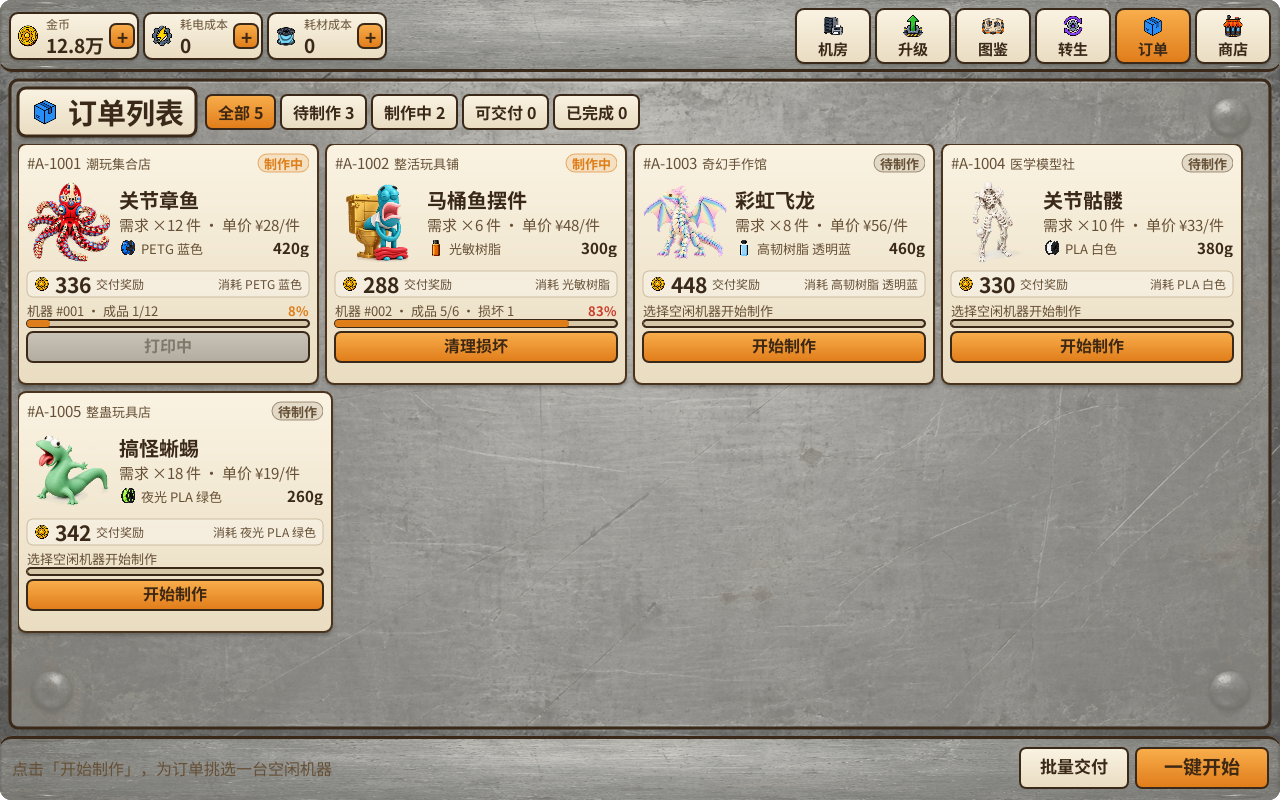 金币
12.8万
+
耗电成本
0
+
耗材成本
0
+
机房
升级
图鉴
转生
订单
商店
订单列表
全部 5
待制作 3
制作中 2
可交付 0
已完成 0
#A-1001 潮玩集合店
制作中
关节章鱼
需求 ×12 件 · 单价 ¥28/件
PETG 蓝色
420g
336 交付奖励
消耗 PETG 蓝色
机器 #001 · 成品 1/12
8%
打印中
#A-1002 整活玩具铺
制作中
马桶鱼摆件
需求 ×6 件 · 单价 ¥48/件
光敏树脂
300g
288 交付奖励
消耗 光敏树脂
机器 #002 · 成品 5/6 · 损坏 1
83%
清理损坏
#A-1003 奇幻手作馆
待制作
彩虹飞龙
需求 ×8 件 · 单价 ¥56/件
高韧树脂 透明蓝
460g
448 交付奖励
消耗 高韧树脂 透明蓝
选择空闲机器开始制作
开始制作
#A-1004 医学模型社
待制作
关节骷髅
需求 ×10 件 · 单价 ¥33/件
PLA 白色
380g
330 交付奖励
消耗 PLA 白色
选择空闲机器开始制作
开始制作
#A-1005 整蛊玩具店
待制作
搞怪蜥蜴
需求 ×18 件 · 单价 ¥19/件
夜光 PLA 绿色
260g
342 交付奖励
消耗 夜光 PLA 绿色
选择空闲机器开始制作
开始制作
点击「开始制作」，为订单挑选一台空闲机器
批量交付
一键开始